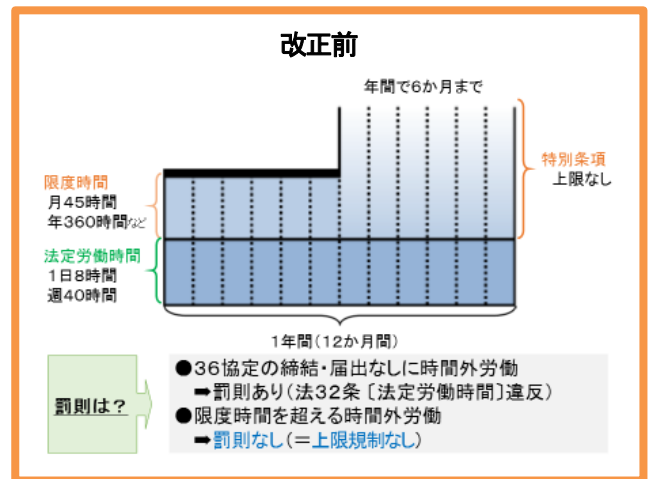 改正前
年間で6か月まで
特別条項
上限なし
限度時間
月45時間
年360時間など
法定労働時間
1日8時間
週40時間
1年間(12か月間)
罰則は？
●36協定の締結・届出なしに時間外労働
➡罰則あり(法32条〔法定労働時間〕違反)
●限度時間を超える時間外労働
➡罰則なし(＝上限規制なし)